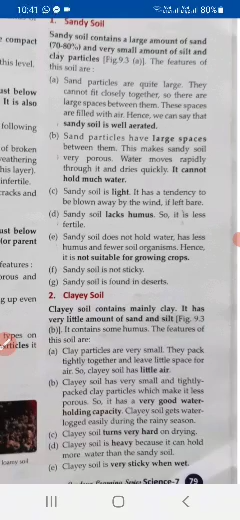 10:41
80%
1. Sandy Soil
Sandy soil contains a large amount of sand
(70-80%) and very small amount of silt and
clay particles [Fig.9.3 (a)]. The features of
this soil are :
(a) Sand particles are quite large. They
cannot fit closely together, so there are
large spaces between them. These spaces
are filled with air. Hence, we can say that
sandy soil is well aerated.
(b) Sand particles have large spaces
between them. This makes sandy soil
very porous. Water moves rapidly
through it and dries quickly. It cannot
hold much water.
(c) Sandy soil is light. It has a tendency to
be blown away by the wind, if left bare.
(d) Sandy soil lacks humus. So, it is less
fertile.
(e) Sandy soil does not hold water, has less
humus and fewer soil organisms. Hence,
it is not suitable for growing crops.
(f) Sandy soil is not sticky.
(g) Sandy soil is found in deserts.
2. Clayey Soil
Clayey soil contains mainly clay. It has
very little amount of sand and silt [Fig. 9.3
(b)]. It contains some humus. The features of
this soil are:
(a) Clay particles are very small. They pack
tightly together and leave little space for
air. So, clayey soil has little air.
(b) Clayey soil has very small and tightly-
packed clay particles which make it less
porous. So, it has a very good water-
holding capacity. Clayey soil gets water-
logged easily during the rainy season.
(c) Clayey soil turns very hard on drying.
(d) Clayey soil is heavy because it can hold
more water than the sandy soil.
(e) Clayey soil is very sticky when wet.
Science-7 79
compact
this level.
ast below
It is also
following
of broken
weathering
his layer).
infertile.
cracks and
ust below
for parent
features :
orous and
g up even
types on
particles it
loamy soil